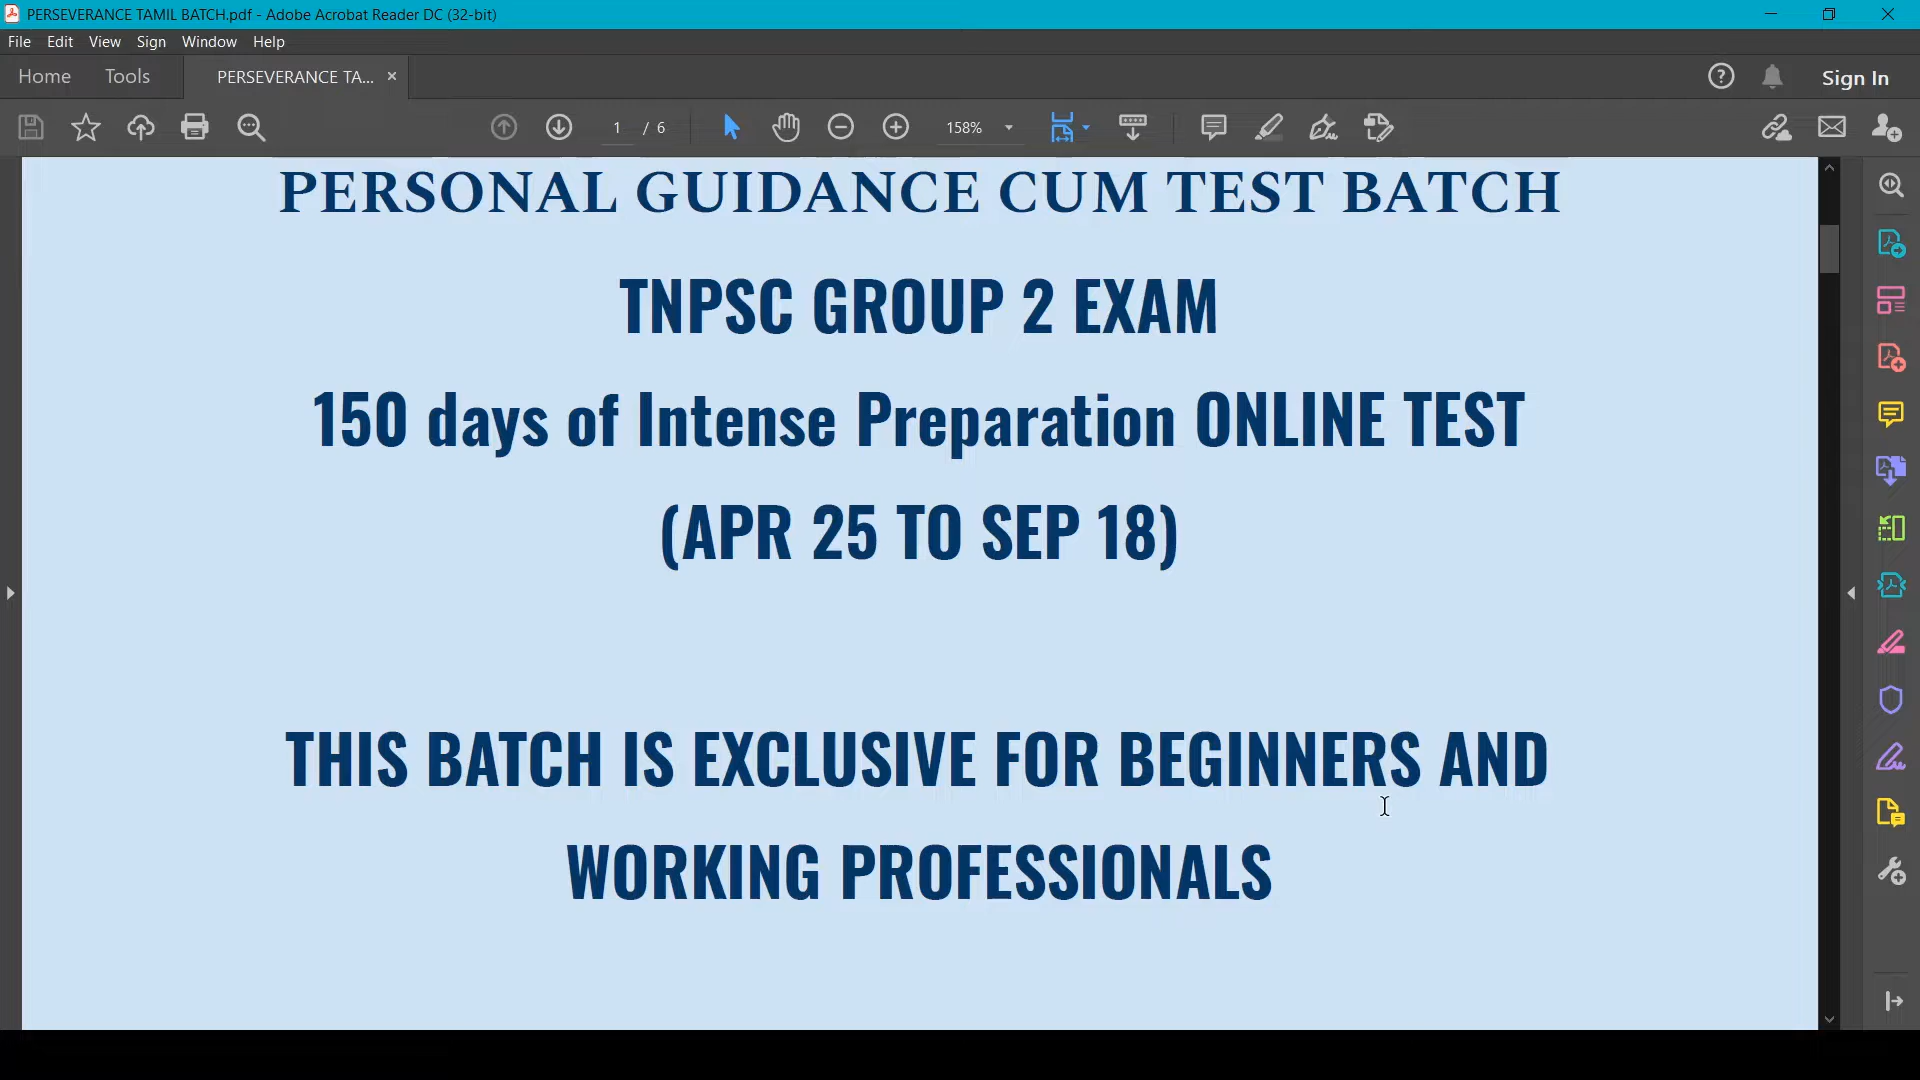 PERSEVERANCE TAMIL BATCH.pdf - Adobe Acrobat Reader DC (32-bit)
File Edit View Sign Window Help
Home Tools PERSEVERANCE TA... × Sign In
1 / 6 158%
PERSONAL GUIDANCE CUM TEST BATCH
TNPSC GROUP 2 EXAM
150 days of Intense Preparation ONLINE TEST
(APR 25 TO SEP 18)
THIS BATCH IS EXCLUSIVE FOR BEGINNERS AND
WORKING PROFESSIONALS